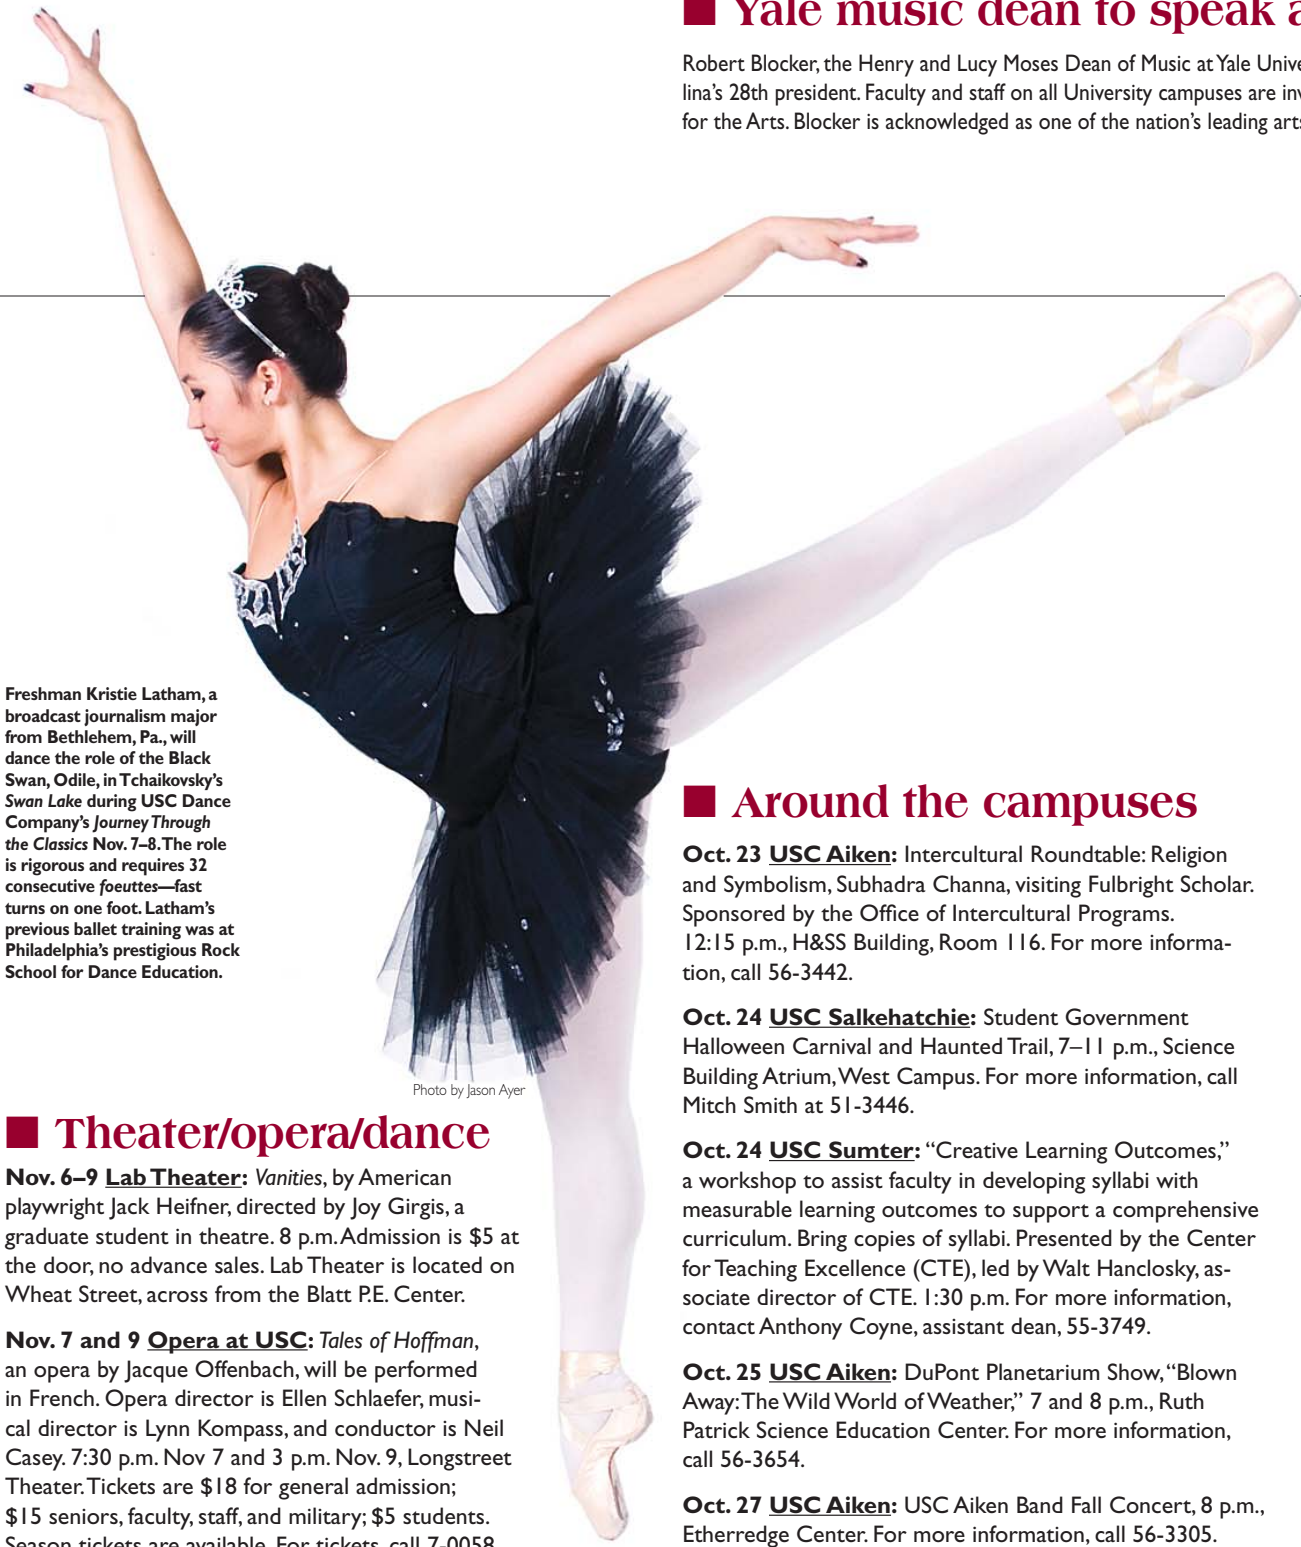 ■ Yale music dean to speak a
Robert Blocker, the Henry and Lucy Moses Dean of Music at Yale Unive
lina’s 28th president. Faculty and staff on all University campuses are inv
for the Arts. Blocker is acknowledged as one of the nation’s leading arts
Freshman Kristie Latham, a
broadcast journalism major
from Bethlehem, Pa., will
dance the role of the Black
Swan, Odile, in Tchaikovsky’s
Swan Lake during USC Dance
Company’s Journey Through
the Classics Nov. 7–8. The role
is rigorous and requires 32
consecutive foeuttes—fast
turns on one foot. Latham’s
previous ballet training was at
Philadelphia’s prestigious Rock
School for Dance Education.
Photo by Jason Ayer
■ Theater/opera/dance
Nov. 6–9 Lab Theater: Vanities, by American
playwright Jack Heifner, directed by Joy Girgis, a
graduate student in theatre. 8 p.m. Admission is $5 at
the door, no advance sales. Lab Theater is located on
Wheat Street, across from the Blatt P.E. Center.
Nov. 7 and 9 Opera at USC: Tales of Hoffman,
an opera by Jacque Offenbach, will be performed
in French. Opera director is Ellen Schlaefer, musi-
cal director is Lynn Kompass, and conductor is Neil
Casey. 7:30 p.m. Nov 7 and 3 p.m. Nov. 9, Longstreet
Theater. Tickets are $18 for general admission;
$15 seniors, faculty, staff, and military; $5 students.
Season tickets are available. For tickets, call 7-0058.
■ Around the campuses
Oct. 23 USC Aiken: Intercultural Roundtable: Religion
and Symbolism, Subhadra Channa, visiting Fulbright Scholar.
Sponsored by the Office of Intercultural Programs.
12:15 p.m., H&SS Building, Room 116. For more informa-
tion, call 56-3442.
Oct. 24 USC Salkehatchie: Student Government
Halloween Carnival and Haunted Trail, 7–11 p.m., Science
Building Atrium, West Campus. For more information, call
Mitch Smith at 51-3446.
Oct. 24 USC Sumter: “Creative Learning Outcomes,”
a workshop to assist faculty in developing syllabi with
measurable learning outcomes to support a comprehensive
curriculum. Bring copies of syllabi. Presented by the Center
for Teaching Excellence (CTE), led by Walt Hanclosky, as-
sociate director of CTE. 1:30 p.m. For more information,
contact Anthony Coyne, assistant dean, 55-3749.
Oct. 25 USC Aiken: DuPont Planetarium Show, “Blown
Away: The Wild World of Weather,” 7 and 8 p.m., Ruth
Patrick Science Education Center. For more information,
call 56-3654.
Oct. 27 USC Aiken: USC Aiken Band Fall Concert, 8 p.m.,
Etherredge Center. For more information, call 56-3305.